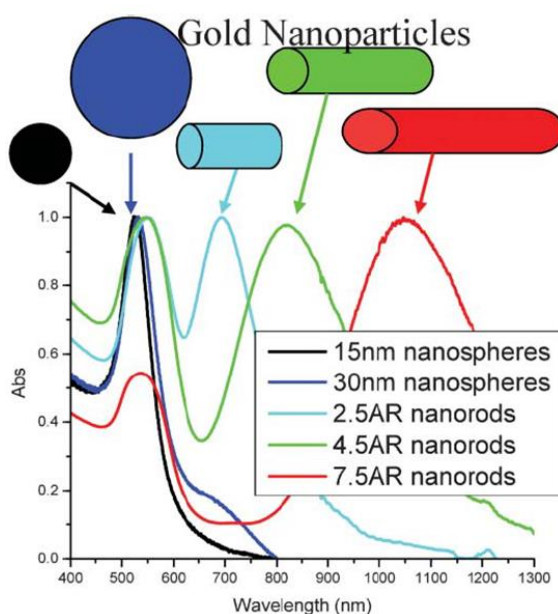 Gold Nanoparticles
1.0
0.8
0.6
0.4
0.2
0.0
Abs
15nm nanospheres
30nm nanospheres
2.5AR nanorods
4.5AR nanorods
7.5AR nanorods
400 500 600 700 800 900 1000 1100 1200 1300
Wavelength (nm)